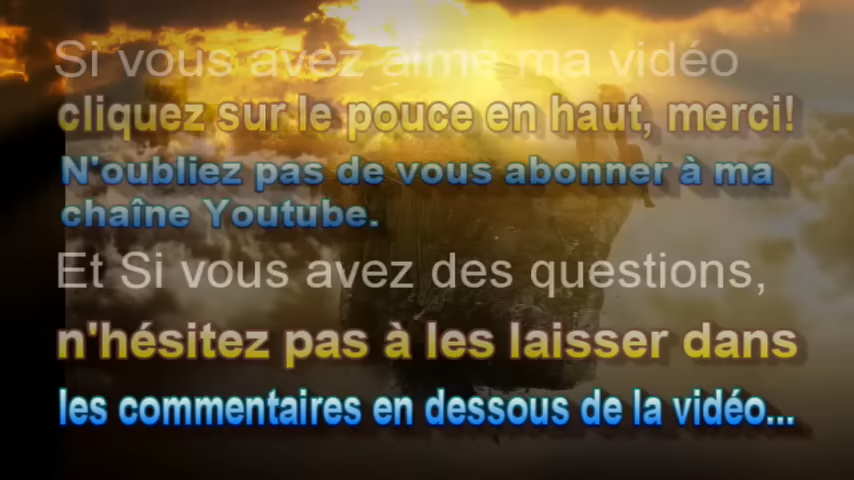 Si vous avez aimé ma vidéo
cliquez sur le pouce en haut, merci!
N'oubliez pas de vous abonner à ma
chaîne Youtube.
Et Si vous avez des questions,
n'hésitez pas à les laisser dans
les commentaires en dessous de la vidéo...